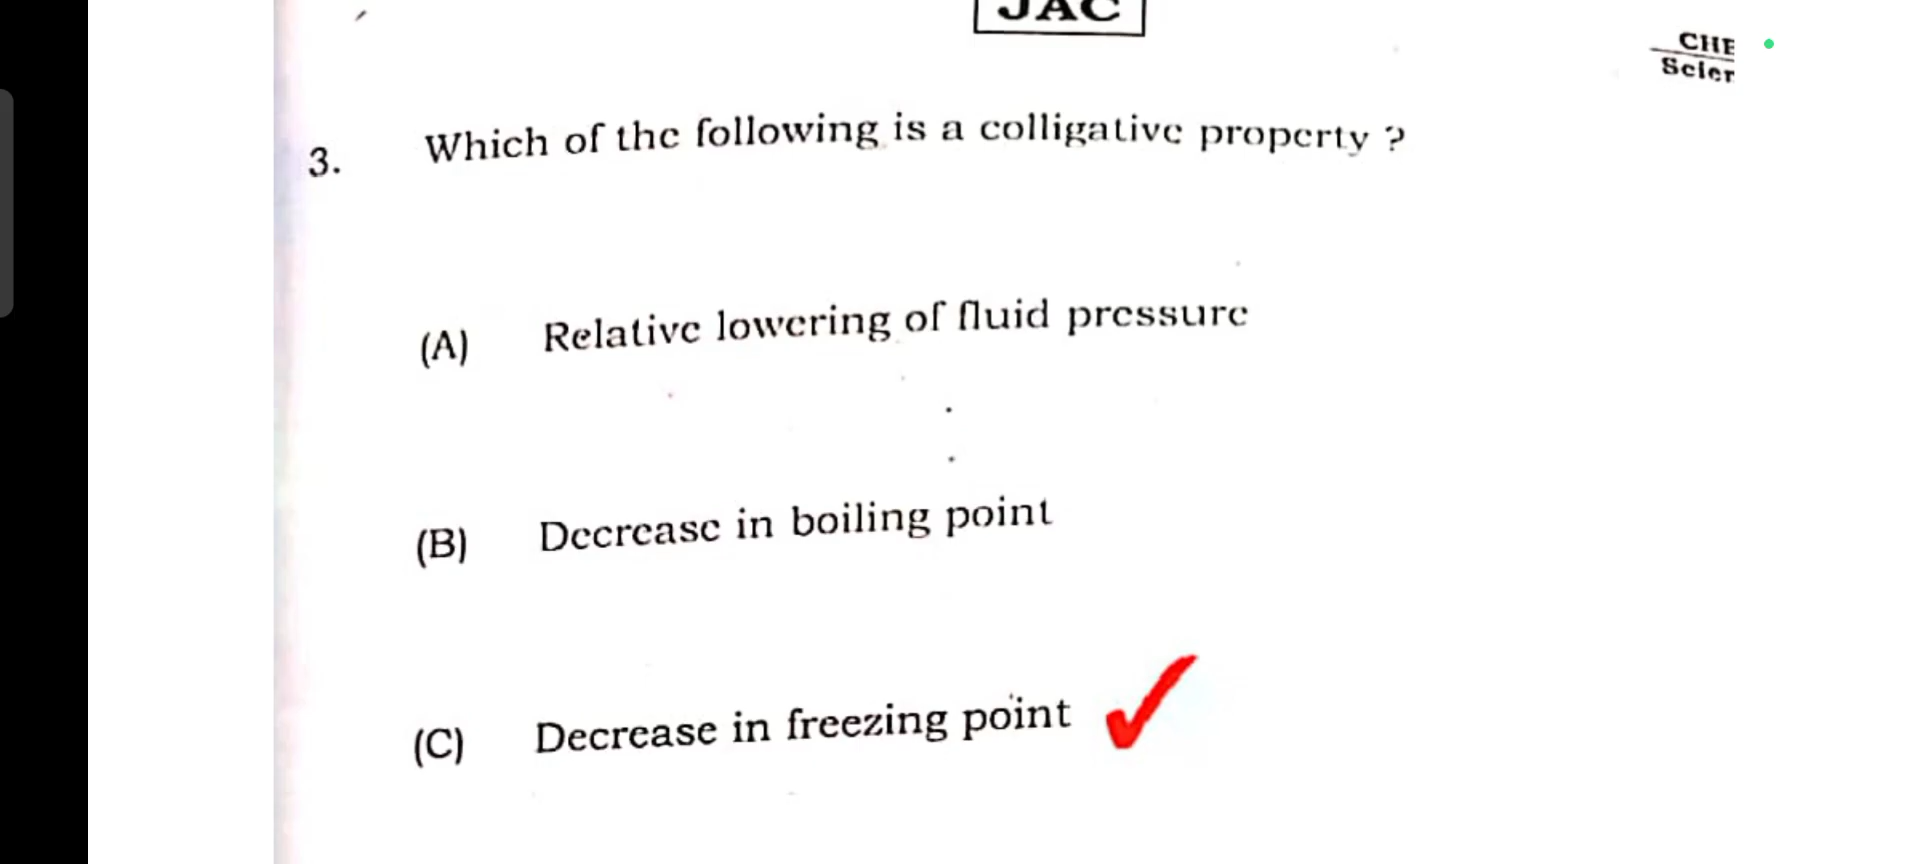 JAC
CHE
Scier
3. Which of the following is a colligative property ?
(A) Relative lowering of fluid pressure
(B) Decrease in boiling point
(C) Decrease in freezing point